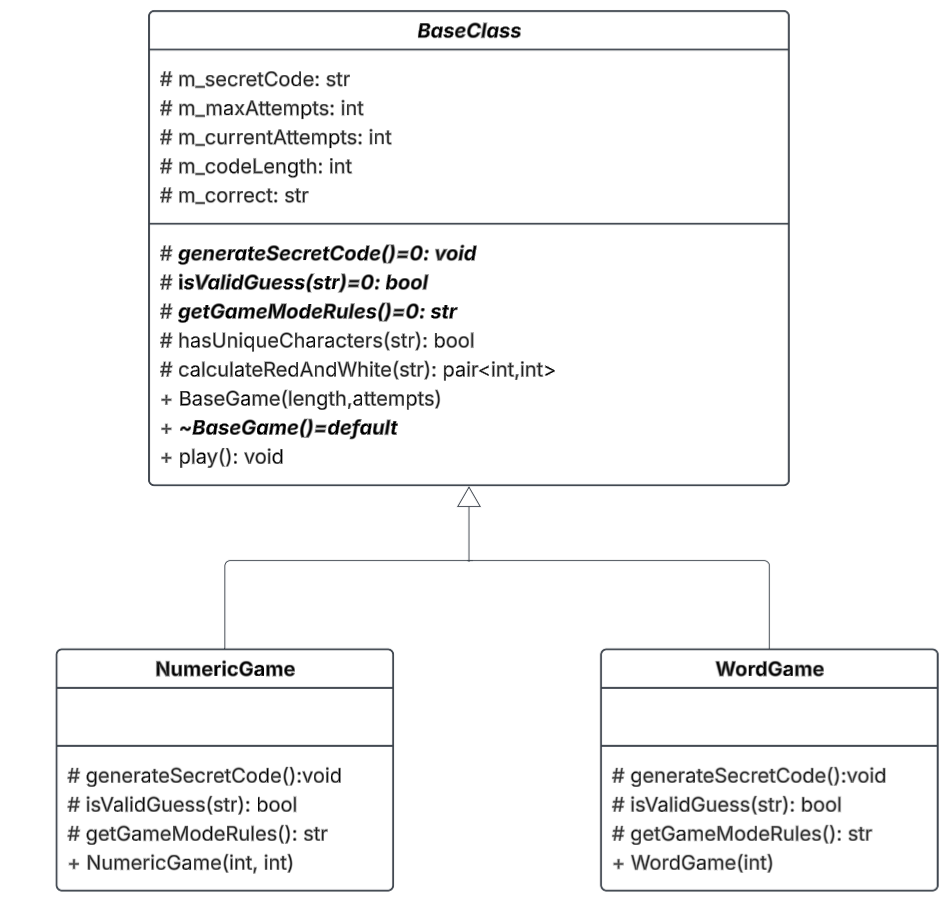 BaseClass
# m_secretCode: str
# m_maxAttempts: int
# m_currentAttempts: int
# m_codeLength: int
# m_correct: str
# generateSecretCode()=0: void
# isValidGuess(str)=0: bool
# getGameModeRules()=0: str
# hasUniqueCharacters(str): bool
# calculateRedAndWhite(str): pair<int,int>
+ BaseGame(length,attempts)
+ ~BaseGame()=default
+ play(): void
NumericGame
# generateSecretCode():void
# isValidGuess(str): bool
# getGameModeRules(): str
+ NumericGame(int, int)
WordGame
# generateSecretCode():void
# isValidGuess(str): bool
# getGameModeRules(): str
+ WordGame(int)